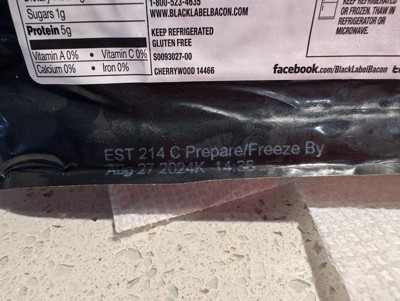 Sugars 1g
Protein 5g
Vitamin A 0% • Vitamin C 0%
Calcium 0% • Iron 0%
1-800-523-4635
WWW.BLACKLABELBACON.COM
KEEP REFRIGERATED
GLUTEN FREE
S0093027-00
CHERRYWOOD 14466
KEEP REFRIGERATED
OR FROZEN. THAW IN
REFRIGERATOR OR
MICROWAVE.
facebook.com/BlackLabelBacon
EST 214 C Prepare/Freeze By
Aug 27 2024K 14:36